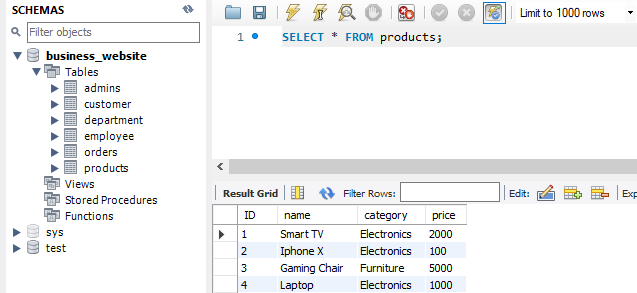 SCHEMAS
Filter objects
business_website
Tables
admins
customer
department
employee
orders
products
Views
Stored Procedures
Functions
sys
test
Limit to 1000 rows
1 SELECT * FROM products;
Result Grid Filter Rows: Edit: Exp
ID name category price
1 Smart TV Electronics 2000
2 Iphone X Electronics 100
3 Gaming Chair Furniture 5000
4 Laptop Electronics 1000